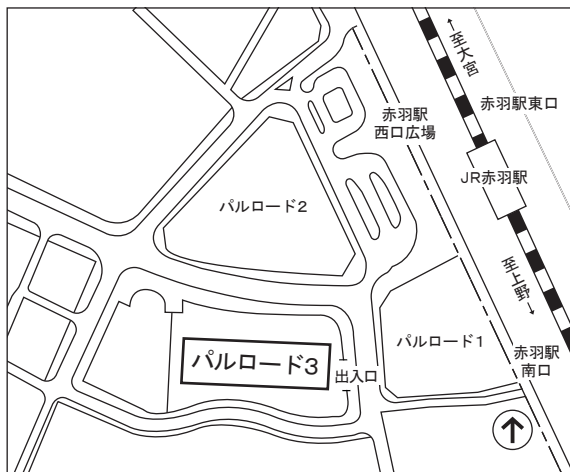 ←至大宮
赤羽駅東口
赤羽駅
西口広場
JR赤羽駅
パルロード2
至上野→
パルロード1
赤羽駅
南口
パルロード3
出入口